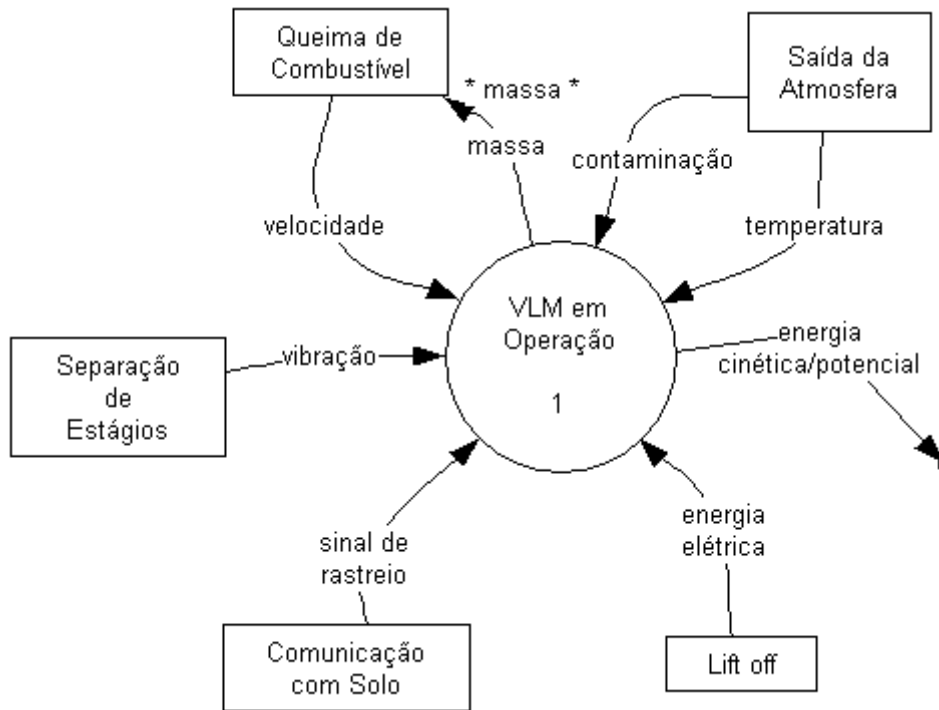 Queima de
Combustível
* massa *
massa
Saída da
Atmosfera
contaminação
velocidade
temperatura
VLM em
Operação
1
energia
cinética/potencial
Separação
de
Estágios
vibração
sinal de
rastreio
energia
elétrica
Comunicação
com Solo
Lift off